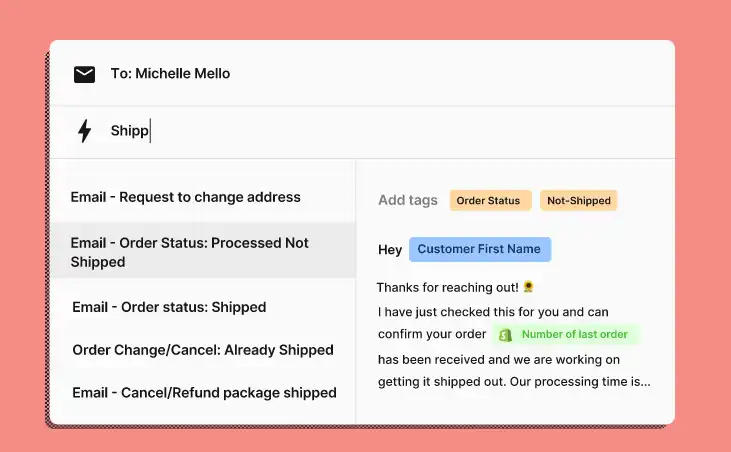 To: Michelle Mello
Shipp
Email - Request to change address
Email - Order Status: Processed Not
Shipped
Email - Order status: Shipped
Order Change/Cancel: Already Shipped
Email - Cancel/Refund package shipped
Add tags Order Status Not-Shipped
Hey Customer First Name
Thanks for reaching out! 🌻
I have just checked this for you and can
confirm your order Number of last order
has been received and we are working on
getting it shipped out. Our processing time is...